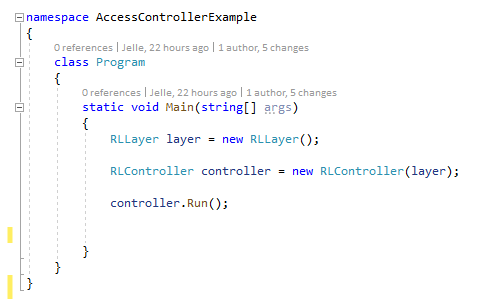 namespace AccessControllerExample
{
0 references | Jelle, 22 hours ago | 1 author, 5 changes
class Program
{
0 references | Jelle, 22 hours ago | 1 author, 5 changes
static void Main(string[] args)
{
RLLayer layer = new RLLayer();
RLController controller = new RLController(layer);
controller.Run();
}
}
}